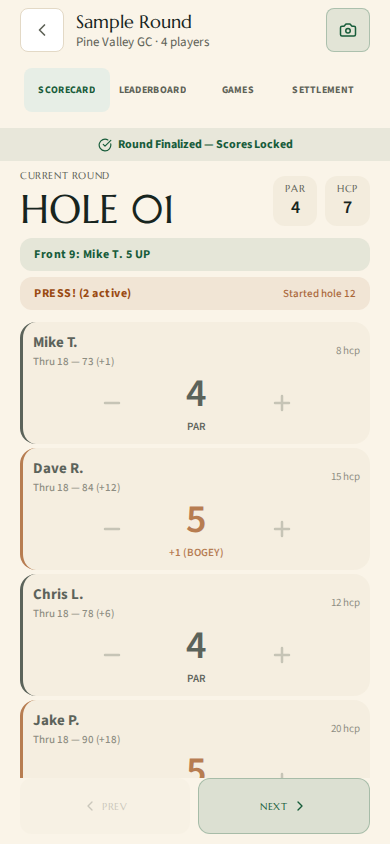 Sample Round
Pine Valley GC · 4 players
SCORECARD LEADERBOARD GAMES SETTLEMENT
Round Finalized — Scores Locked
CURRENT ROUND
HOLE 01
PAR
4
HCP
7
Front 9: Mike T. 5 UP
PRESS! (2 active) Started hole 12
Mike T.
8 hcp
Thru 18 — 73 (+1)
− 4 +
PAR
Dave R.
15 hcp
Thru 18 — 84 (+12)
− 5 +
+1 (BOGEY)
Chris L.
12 hcp
Thru 18 — 78 (+6)
− 4 +
PAR
Jake P.
20 hcp
Thru 18 — 90 (+18)
5
PREV NEXT